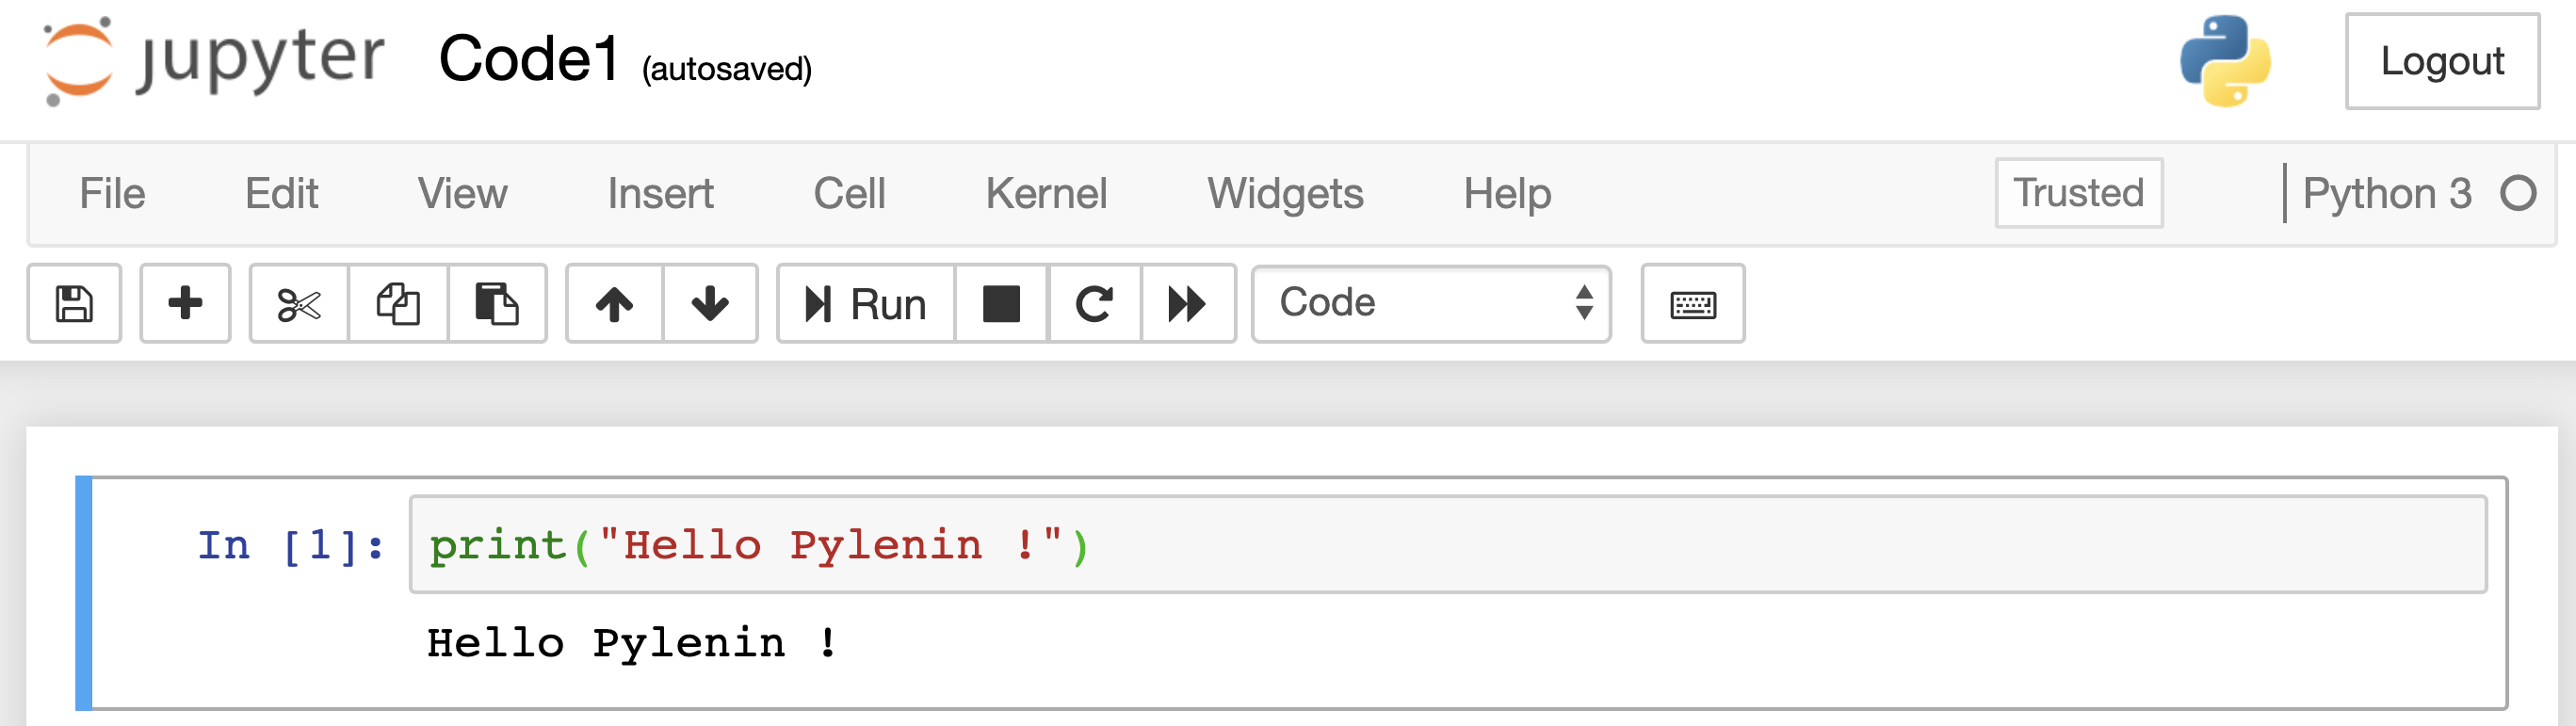 jupyter Code1 (autosaved) Logout
File Edit View Insert Cell Kernel Widgets Help Trusted Python 3
Run Code
In [1]: print("Hello Pylenin !")
Hello Pylenin !